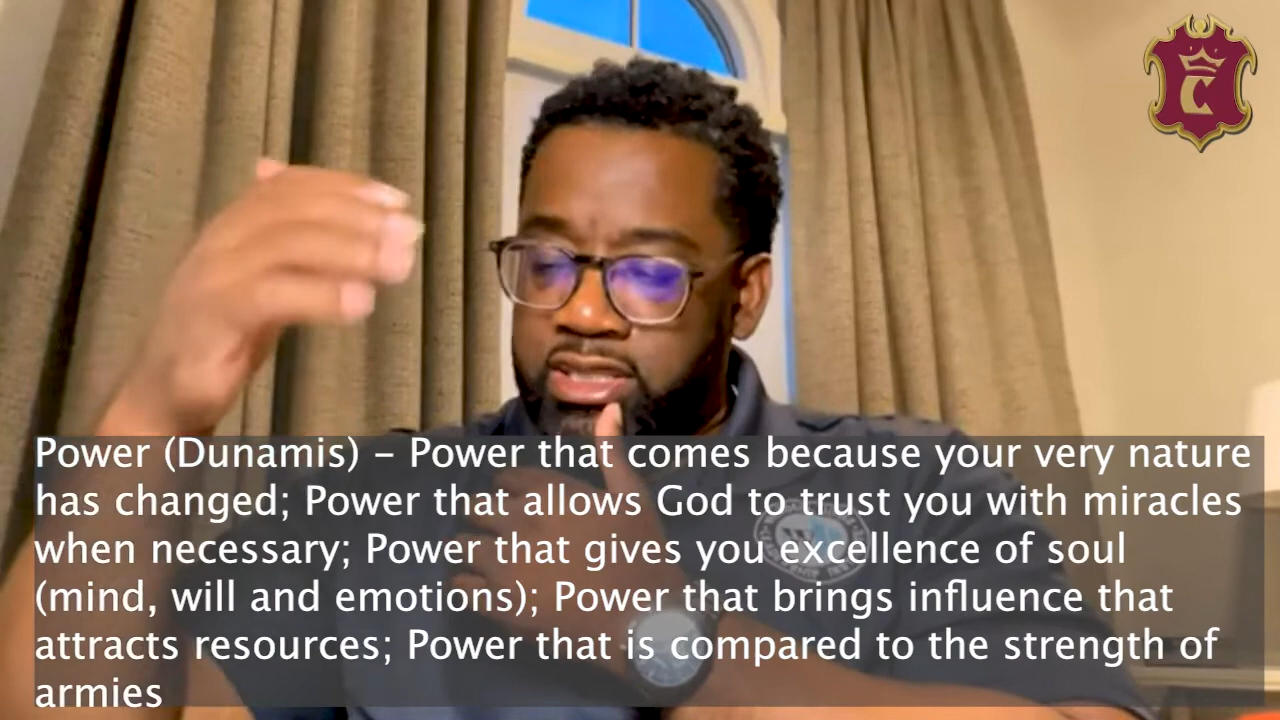 C
Power (Dunamis) – Power that comes because your very nature
has changed; Power that allows God to trust you with miracles
when necessary; Power that gives you excellence of soul
(mind, will and emotions); Power that brings influence that
attracts resources; Power that is compared to the strength of
armies